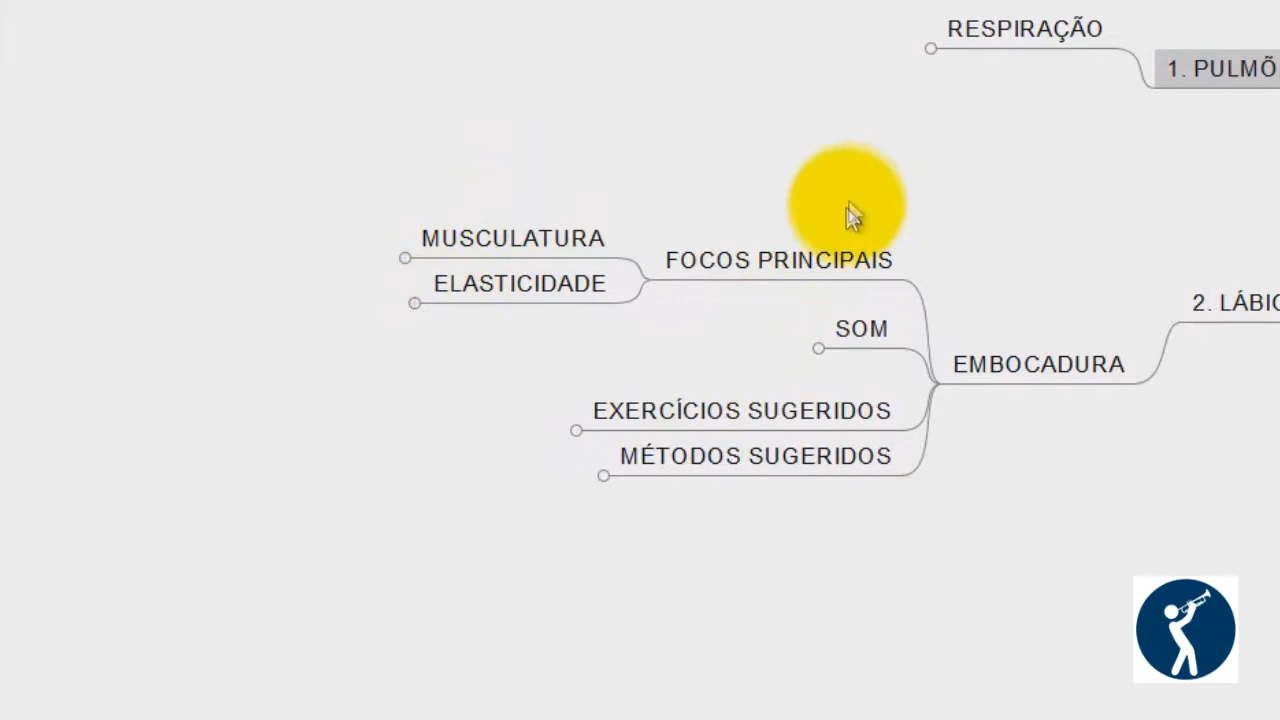 RESPIRAÇÃO
1. PULMÕ
MUSCULATURA
FOCOS PRINCIPAIS
ELASTICIDADE
2. LÁBIO
SOM
EMBOCADURA
EXERCÍCIOS SUGERIDOS
MÉTODOS SUGERIDOS